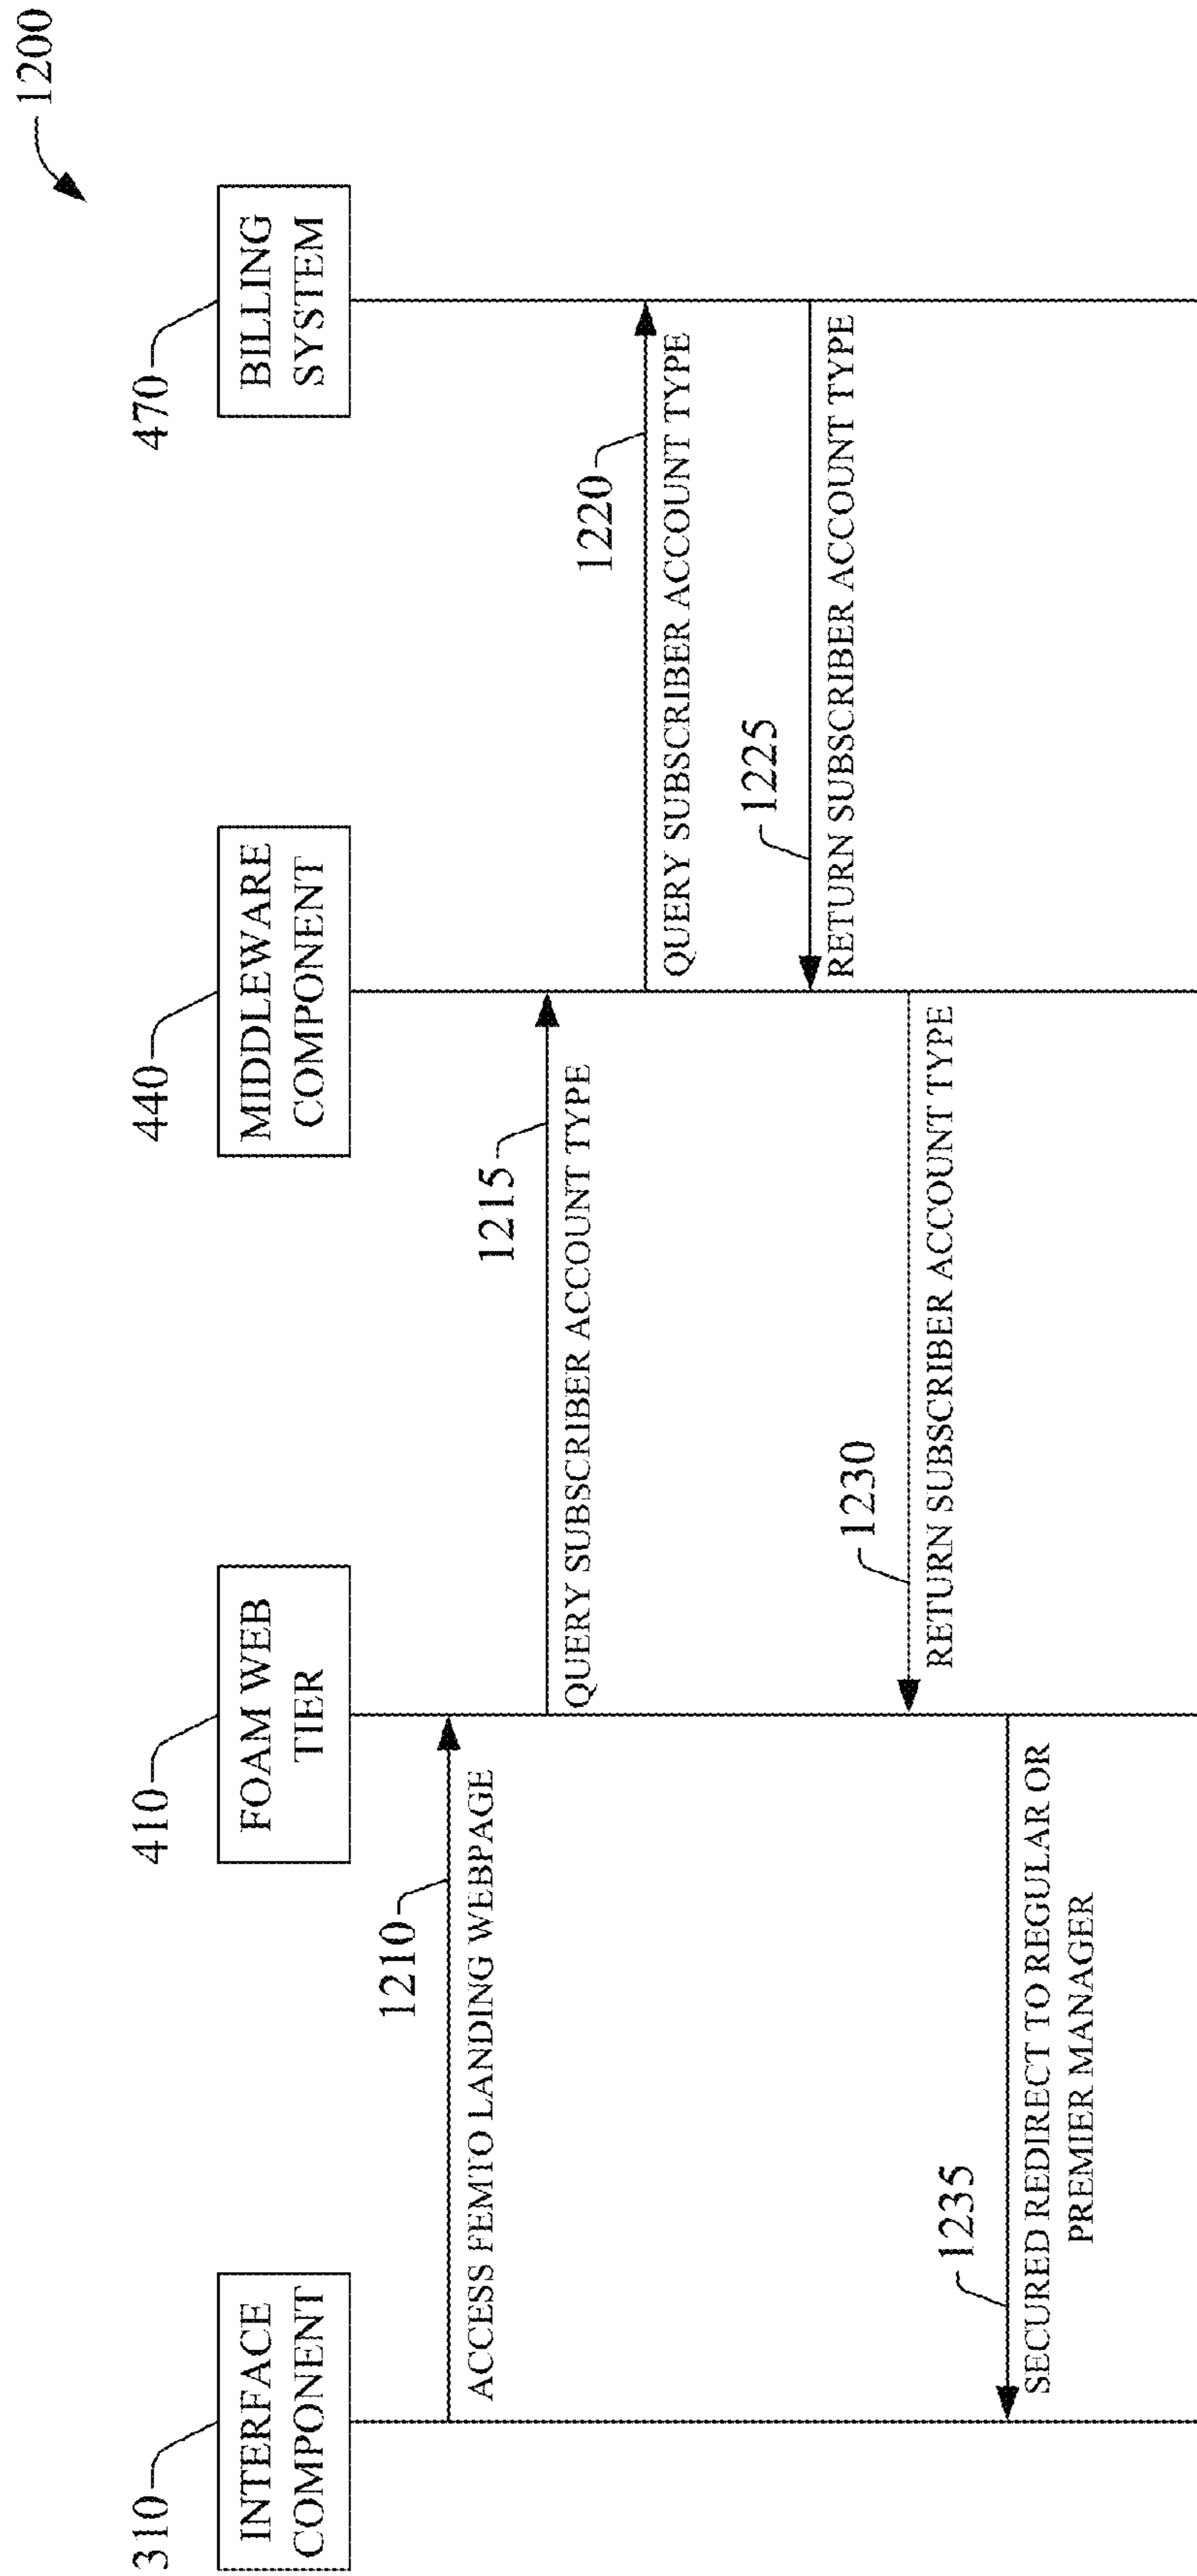 1200
310
INTERFACE
COMPONENT
410
FOAM WEB
TIER
440
MIDDLEWARE
COMPONENT
470
BILLING
SYSTEM
1210
ACCESS FEMTO LANDING WEBPAGE
1215
QUERY SUBSCRIBER ACCOUNT TYPE
1220
QUERY SUBSCRIBER ACCOUNT TYPE
1225
RETURN SUBSCRIBER ACCOUNT TYPE
1230
RETURN SUBSCRIBER ACCOUNT TYPE
1235
SECURED REDIRECT TO REGULAR OR
PREMIER MANAGER